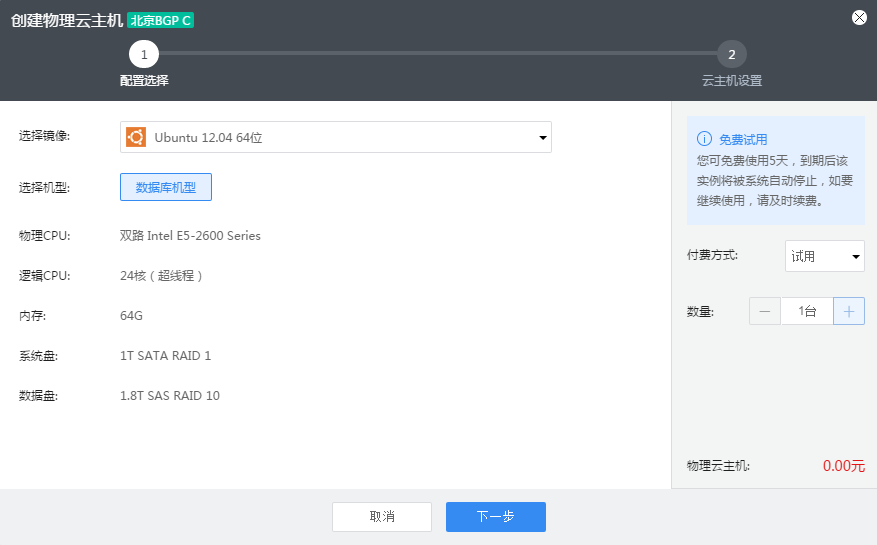 创建物理云主机 北京BGP C
1
2
配置选择
云主机设置
选择镜像:
Ubuntu 12.04 64位
选择机型:
数据库机型
物理CPU:
双路 Intel E5-2600 Series
逻辑CPU:
24核（超线程）
内存:
64G
系统盘:
1T SATA RAID 1
数据盘:
1.8T SAS RAID 10
免费试用
您可免费使用5天，到期后该
实例将被系统自动停止，如要
继续使用，请及时续费。
付费方式:
试用
数量:
1台
物理云主机:
0.00元
取消
下一步